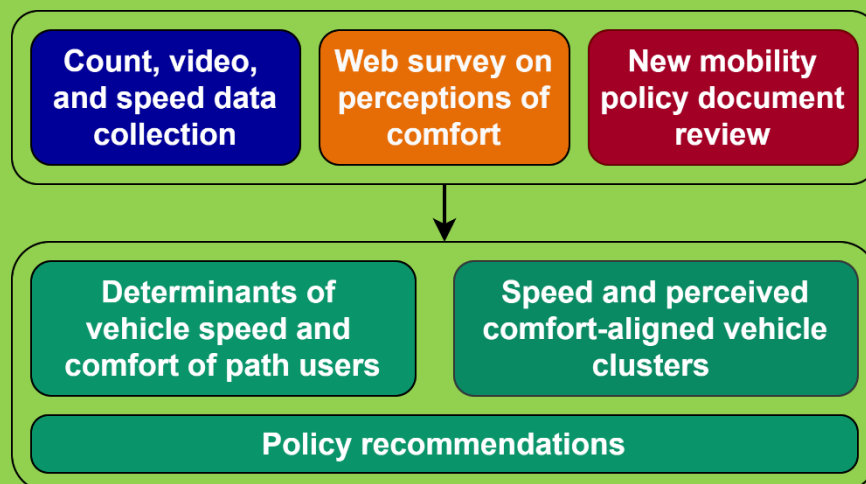 Count, video,
and speed data
collection
Web survey on
perceptions of
comfort
New mobility
policy document
review
Determinants of
vehicle speed and
comfort of path users
Speed and perceived
comfort-aligned vehicle
clusters
Policy recommendations